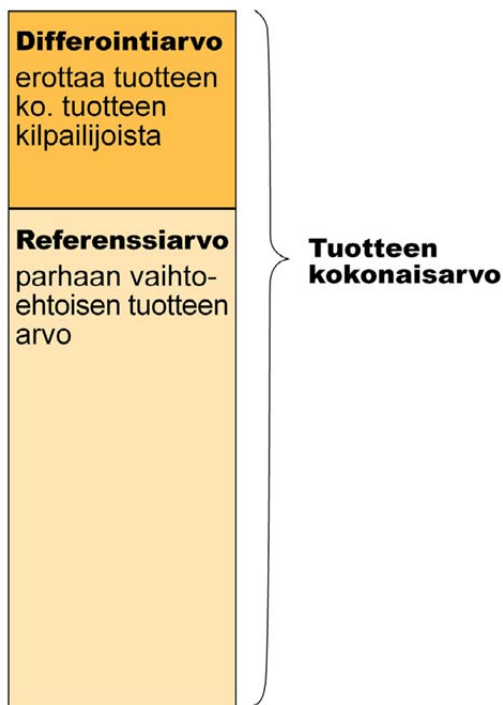 Differointiarvo
erottaa tuotteen
ko. tuotteen
kilpailijoista
Referenssiarvo
parhaan vaihto-
ehtoisen tuotteen
arvo
Tuotteen
kokonaisarvo